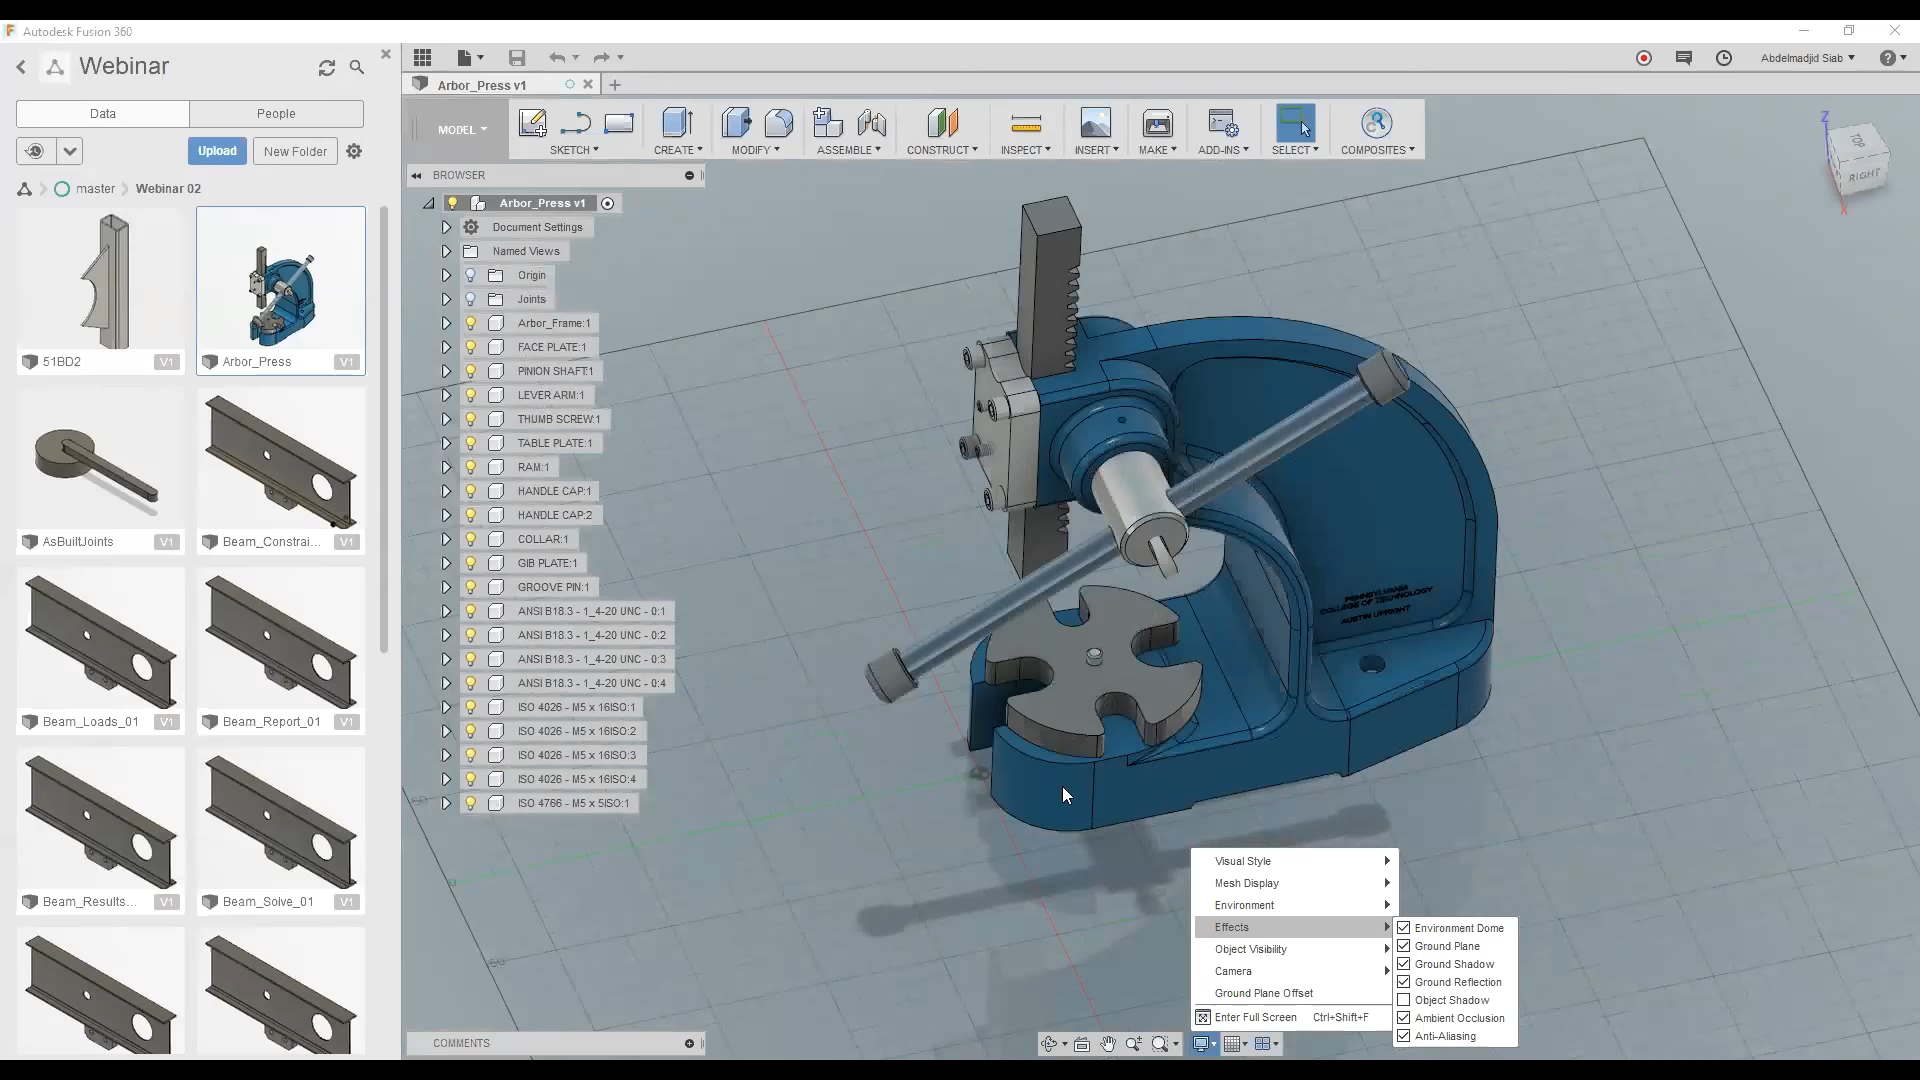 Autodesk Fusion 360
Webinar
Data
People
Upload
New Folder
master
Webinar 02
51BD2
V1
Arbor_Press
V1
AsBuiltJoints
V1
Beam_Constrai...
V1
Beam_Loads_01
V1
Beam_Report_01
V1
Beam_Results...
V1
Beam_Solve_01
V1
Abdelmadjid Siab
Arbor_Press v1
MODEL
SKETCH
CREATE
MODIFY
ASSEMBLE
CONSTRUCT
INSPECT
INSERT
MAKE
ADD-INS
SELECT
COMPOSITES
BROWSER
Arbor_Press v1
Document Settings
Named Views
Origin
Joints
Arbor_Frame:1
FACE PLATE:1
PINION SHAFT:1
LEVER ARM:1
THUMB SCREW:1
TABLE PLATE:1
RAM:1
HANDLE CAP:1
HANDLE CAP:2
COLLAR:1
GIB PLATE:1
GROOVE PIN:1
ANSI B18.3 - 1_4-20 UNC - 0:1
ANSI B18.3 - 1_4-20 UNC - 0:2
ANSI B18.3 - 1_4-20 UNC - 0:3
ANSI B18.3 - 1_4-20 UNC - 0:4
ISO 4026 - M5 x 16ISO:1
ISO 4026 - M5 x 16ISO:2
ISO 4026 - M5 x 16ISO:3
ISO 4026 - M5 x 16ISO:4
ISO 4766 - M5 x 5ISO:1
COMMENTS
Z
TOP
RIGHT
X
PENNSYLVANIA
COLLEGE OF TECHNOLOGY
AUSTIN UPRIGHT
Visual Style
Mesh Display
Environment
Effects
Object Visibility
Camera
Ground Plane Offset
Enter Full Screen Ctrl+Shift+F
Environment Dome
Ground Plane
Ground Shadow
Ground Reflection
Object Shadow
Ambient Occlusion
Anti-Aliasing